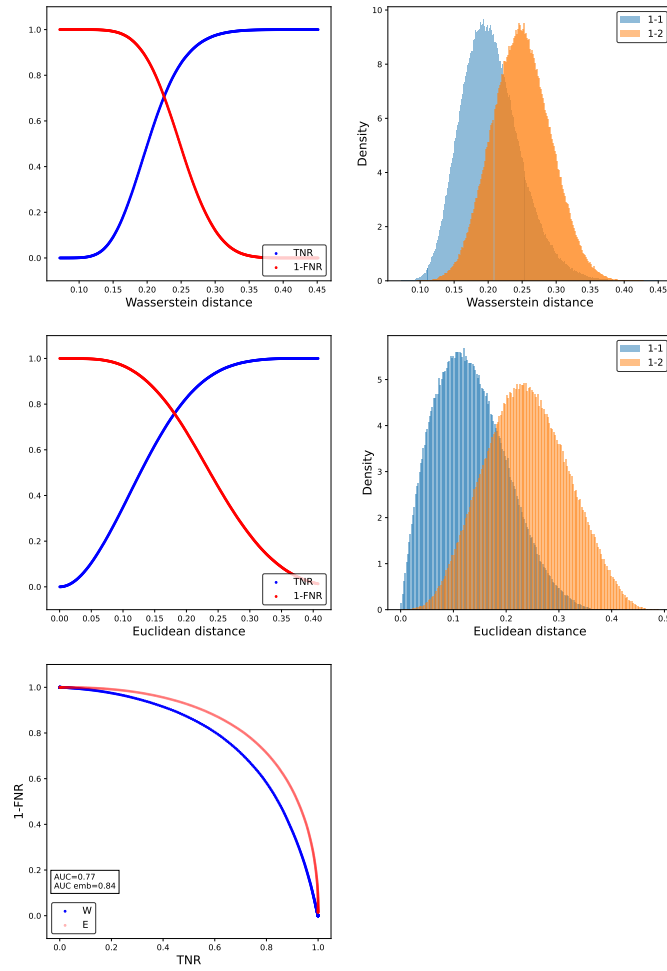 1.0
0.8
0.6
0.4
0.2
0.0
TNR
1-FNR
0.10 0.15 0.20 0.25 0.30 0.35 0.40 0.45
Wasserstein distance
10
8
6
4
2
0
Density
1-1
1-2
0.10 0.15 0.20 0.25 0.30 0.35 0.40 0.45
Wasserstein distance
1.0
0.8
0.6
0.4
0.2
0.0
TNR
1-FNR
0.00 0.05 0.10 0.15 0.20 0.25 0.30 0.35 0.40
Euclidean distance
5
4
3
2
1
0
Density
1-1
1-2
0.0 0.1 0.2 0.3 0.4 0.5
Euclidean distance
1.0
0.8
0.6
0.4
0.2
0.0
1-FNR
AUC=0.77
AUC emb=0.84
W
E
0.0 0.2 0.4 0.6 0.8 1.0
TNR